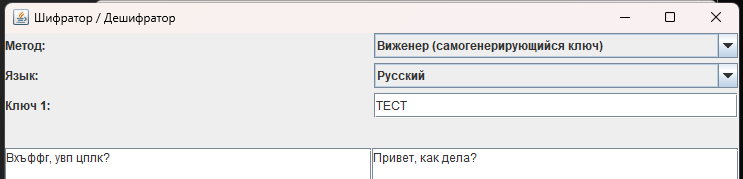 Шифратор / Дешифратор
Метод: Виженер (самогенерирующийся ключ)
Язык: Русский
Ключ 1: ТЕСТ
Вхъффг, увп цплк? Привет, как дела?